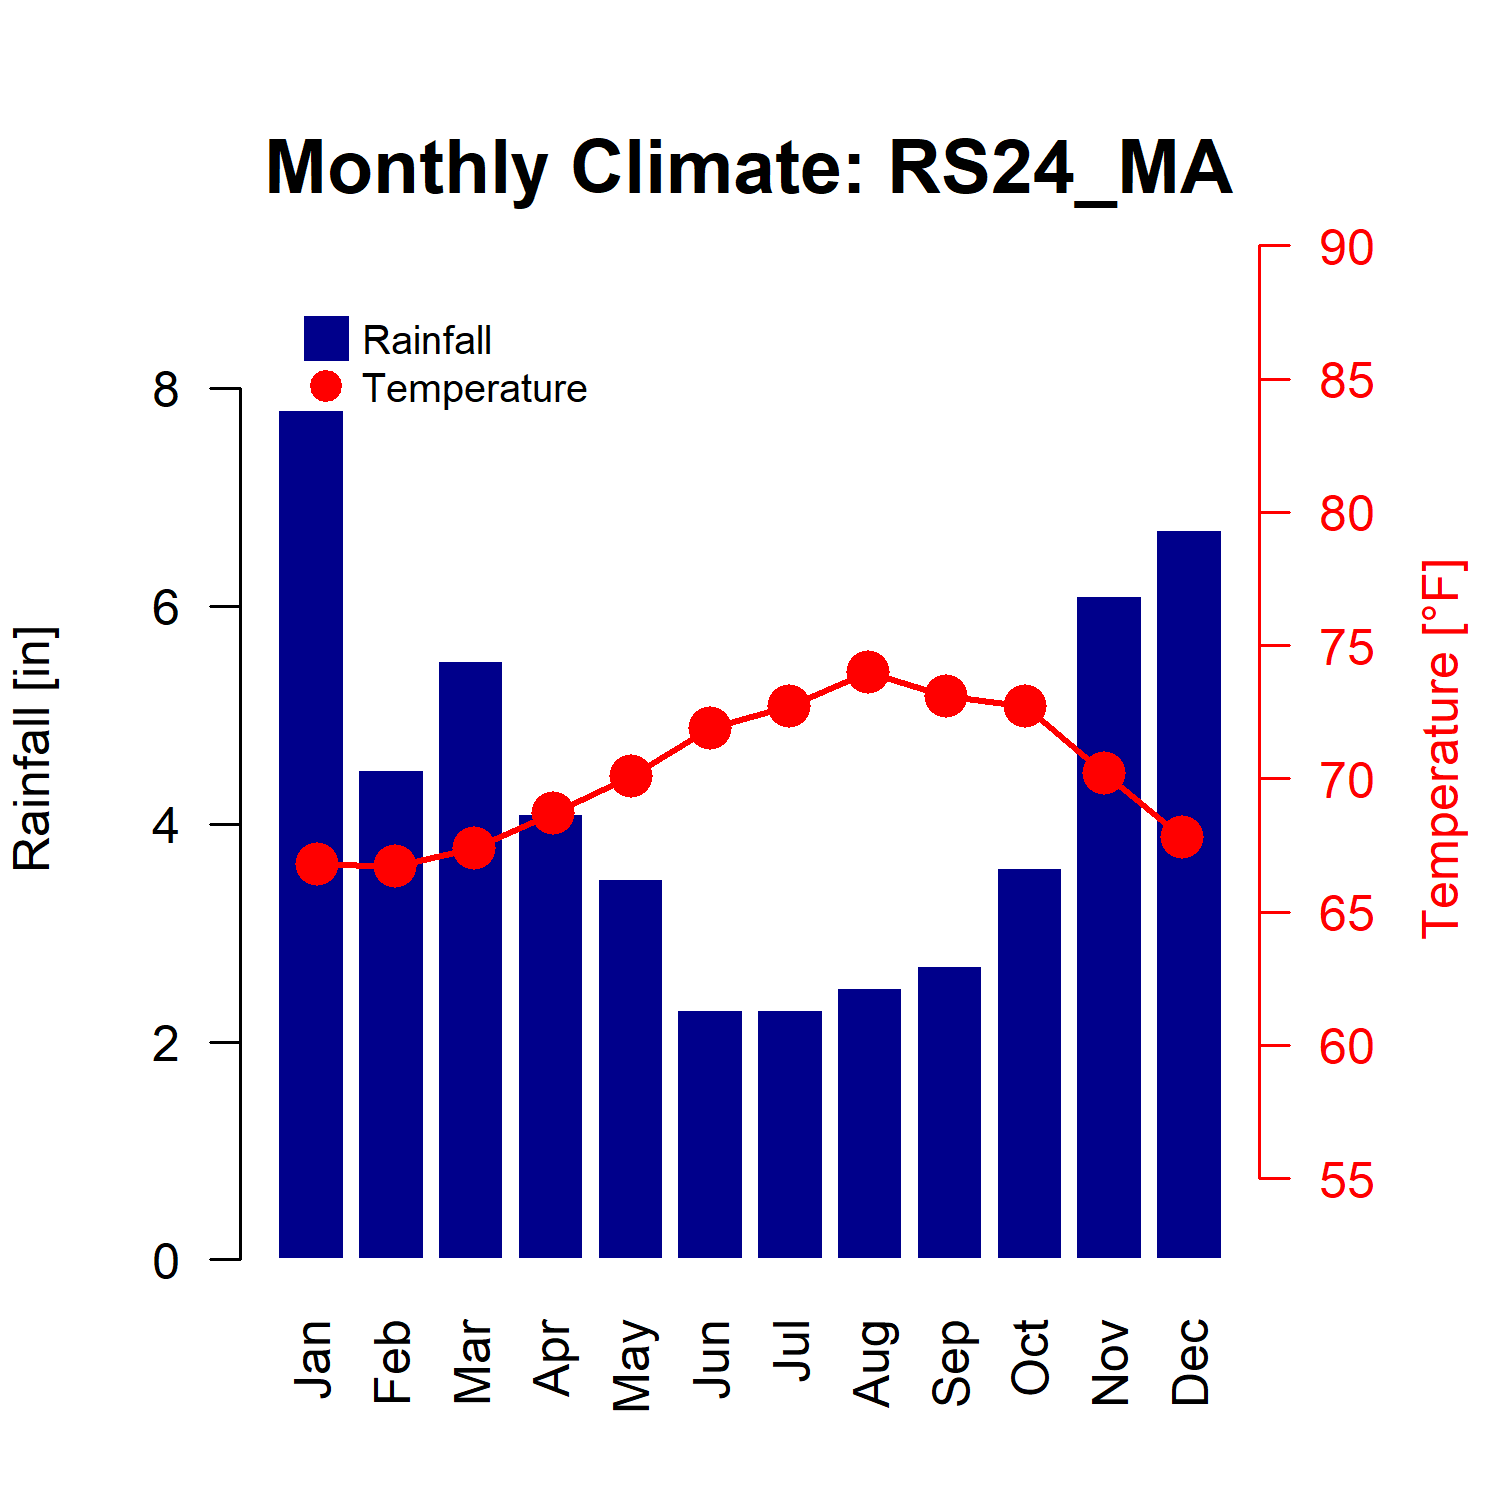 Monthly Climate: RS24_MA
Rainfall
Temperature
8
6
4
2
0
Rainfall [in]
90
85
80
75
70
65
60
55
Temperature [°F]
Jan
Feb
Mar
Apr
May
Jun
Jul
Aug
Sep
Oct
Nov
Dec